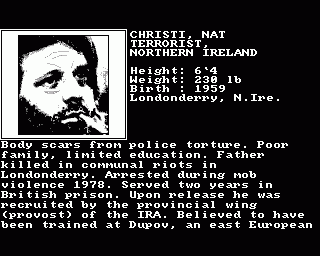 CHRISTI, NAT
TERRORIST,
NORTHERN IRELAND
Height: 6'4
Weight: 230 lb
Birth : 1959
Londonderry, N.Ire.
Body scars from police torture. Poor
family, limited education. Father
killed in communal riots in
Londonderry. Arrested during mob
violence 1978. Served two years in
British prison. Upon release he was
recruited by the provincial wing
(provost) of the IRA. Believed to have
been trained at Dupov, an east European